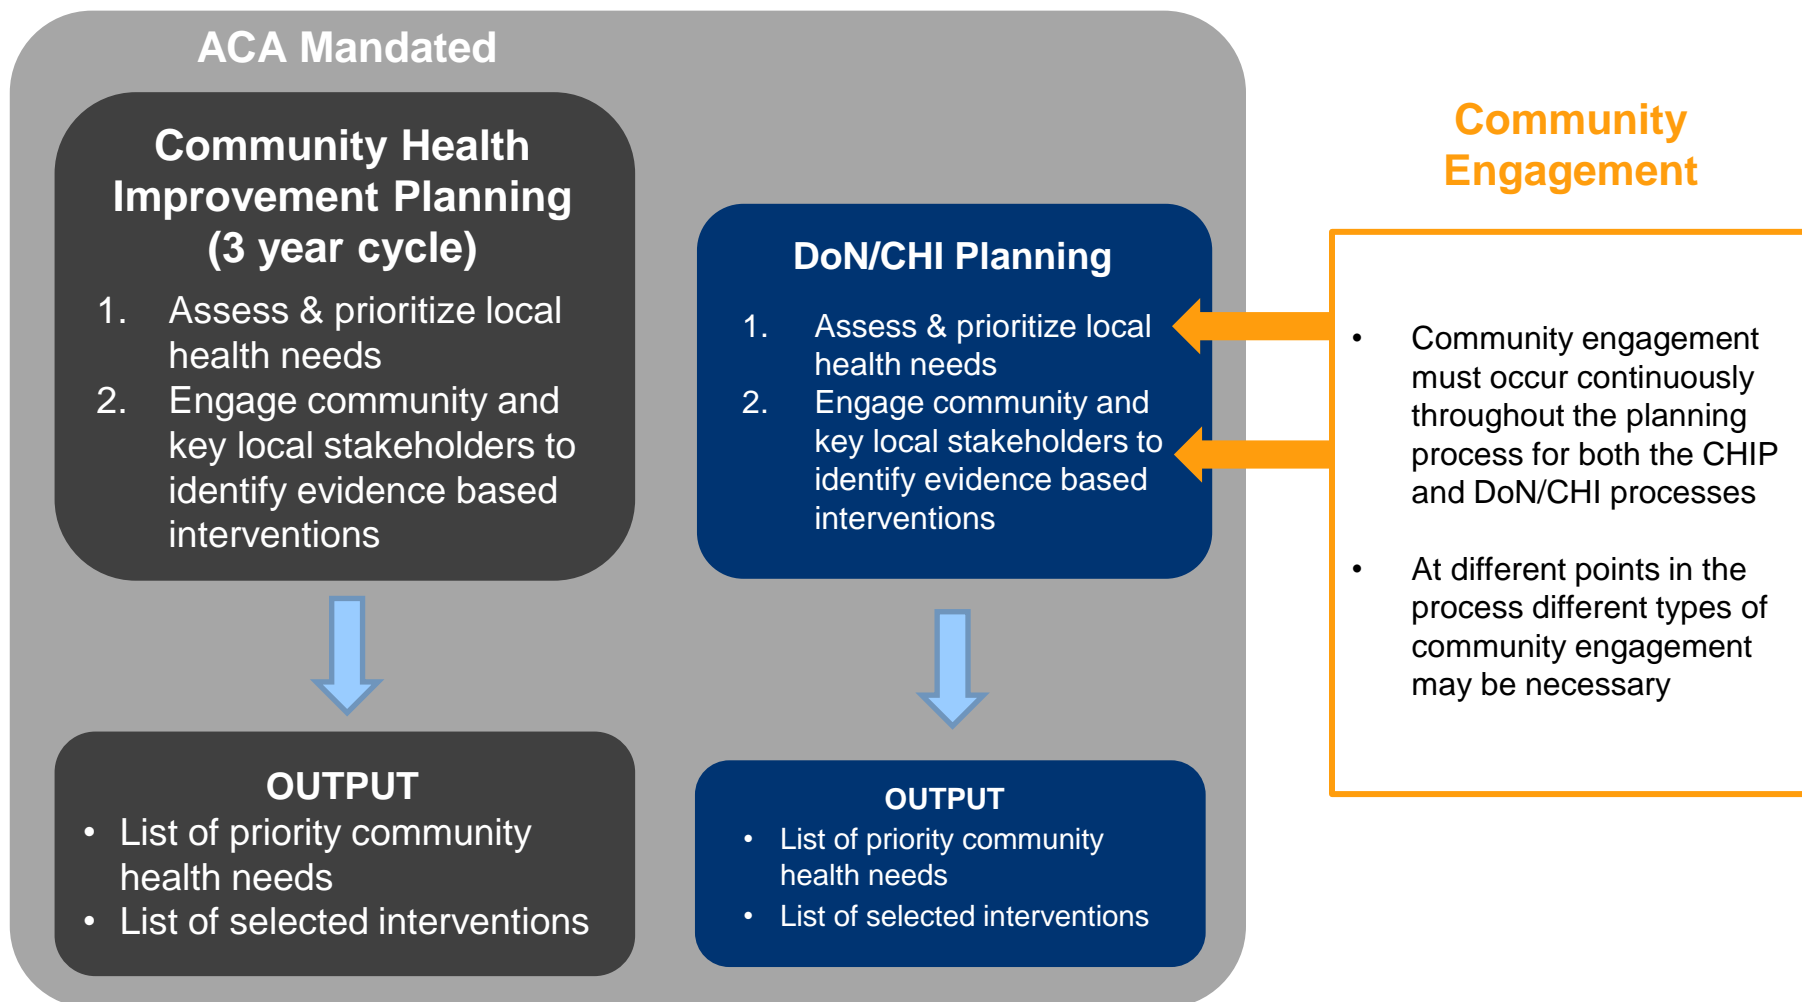 ACA Mandated
Community Health
Improvement Planning
(3 year cycle)
1. Assess & prioritize local
health needs
2. Engage community and
key local stakeholders to
identify evidence based
interventions
OUTPUT
• List of priority community
health needs
• List of selected interventions
DoN/CHI Planning
1. Assess & prioritize local
health needs
2. Engage community and
key local stakeholders to
identify evidence based
interventions
OUTPUT
• List of priority community
health needs
• List of selected interventions
Community
Engagement
• Community engagement
must occur continuously
throughout the planning
process for both the CHIP
and DoN/CHI processes
• At different points in the
process different types of
community engagement
may be necessary